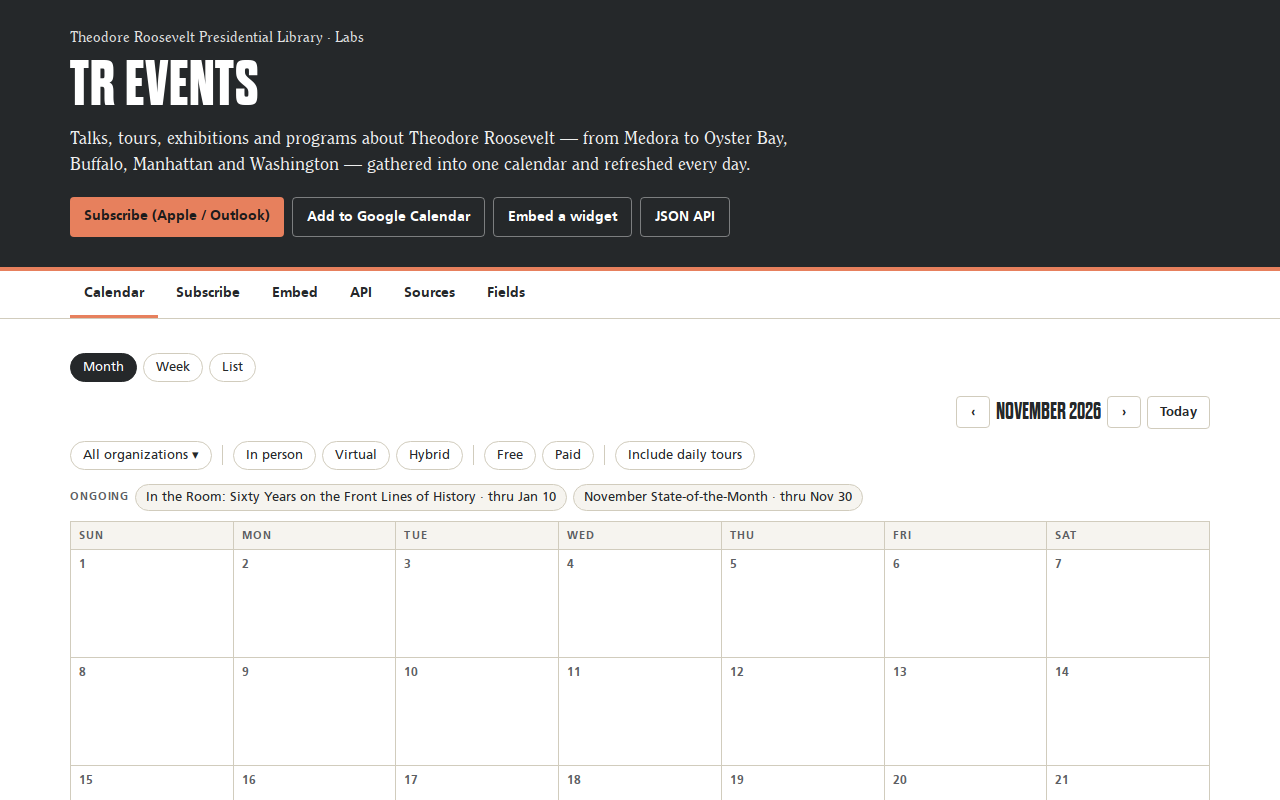 Theodore Roosevelt Presidential Library · Labs
TR EVENTS
Talks, tours, exhibitions and programs about Theodore Roosevelt — from Medora to Oyster Bay,
Buffalo, Manhattan and Washington — gathered into one calendar and refreshed every day.
Subscribe (Apple / Outlook) Add to Google Calendar Embed a widget JSON API
Calendar Subscribe Embed API Sources Fields
Month Week List
‹ NOVEMBER 2026 › Today
All organizations ▾ In person Virtual Hybrid Free Paid Include daily tours
ONGOING In the Room: Sixty Years on the Front Lines of History · thru Jan 10 November State-of-the-Month · thru Nov 30
SUN MON TUE WED THU FRI SAT
1 2 3 4 5 6 7
8 9 10 11 12 13 14
15 16 17 18 19 20 21